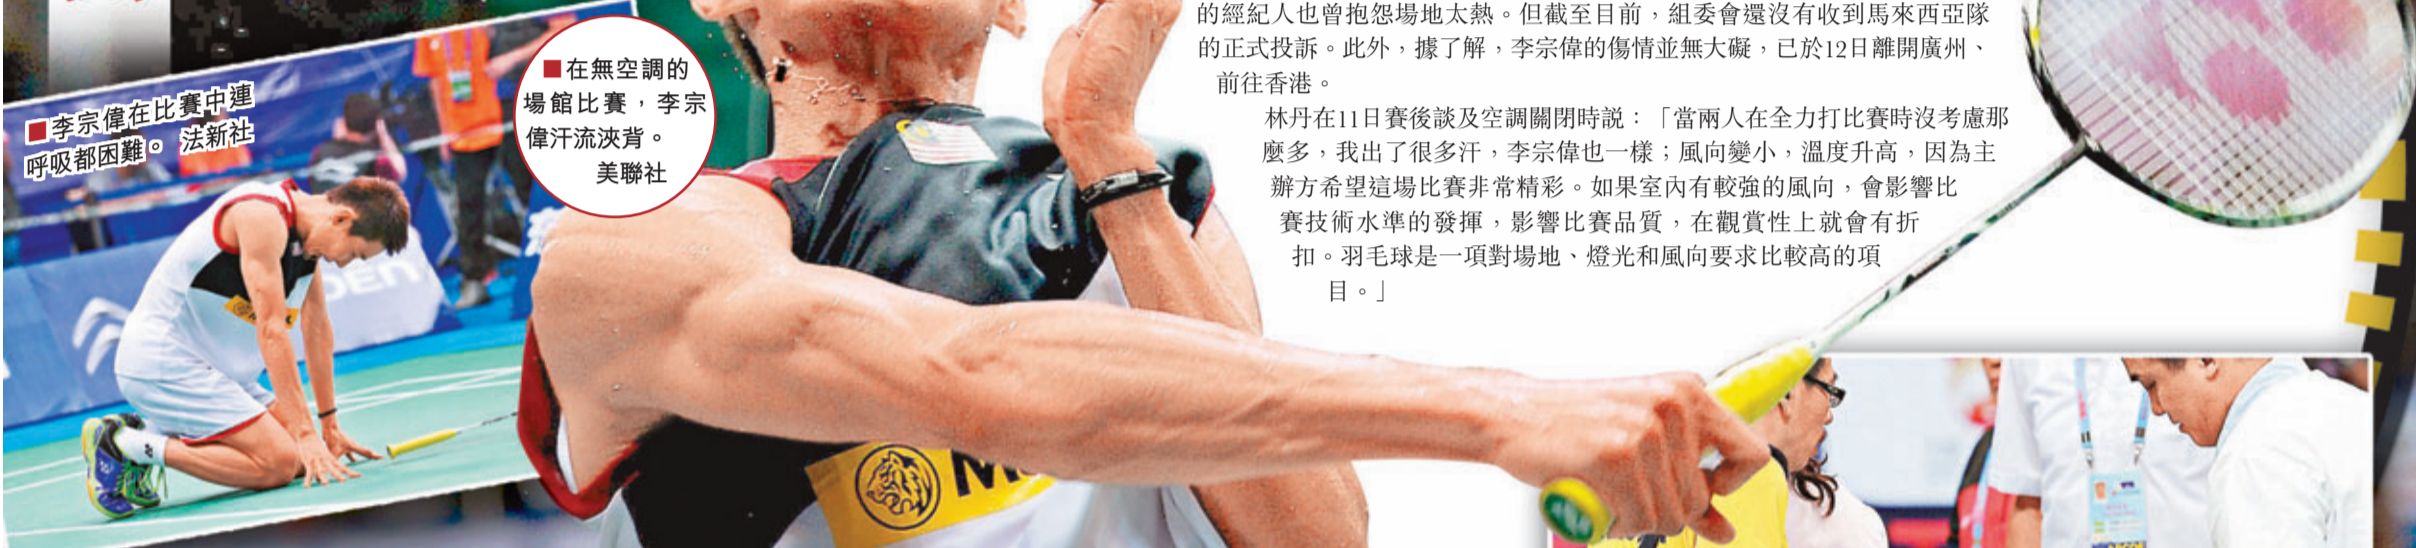 ■李宗偉在比賽中連
呼吸都困難。 法新社
■在無空調的
場館比賽，李宗
偉汗流浹背。
美聯社
的經紀人也曾抱怨場地太熱。但截至目前，組委會還沒有收到馬來西亞隊
的正式投訴。此外，據了解，李宗偉的傷情並無大礙，已於12日離開廣州、
前往香港。
林丹在11日賽後談及空調關閉時説：「當兩人在全力打比賽時沒考慮那
麼多，我出了很多汗，李宗偉也一樣；風向變小，溫度升高，因為主
辦方希望這場比賽非常精彩。如果室內有較強的風向，會影響比
賽技術水準的發揮，影響比賽品質，在觀賞性上就會有折
扣。羽毛球是一項對場地、燈光和風向要求比較高的項
目。」